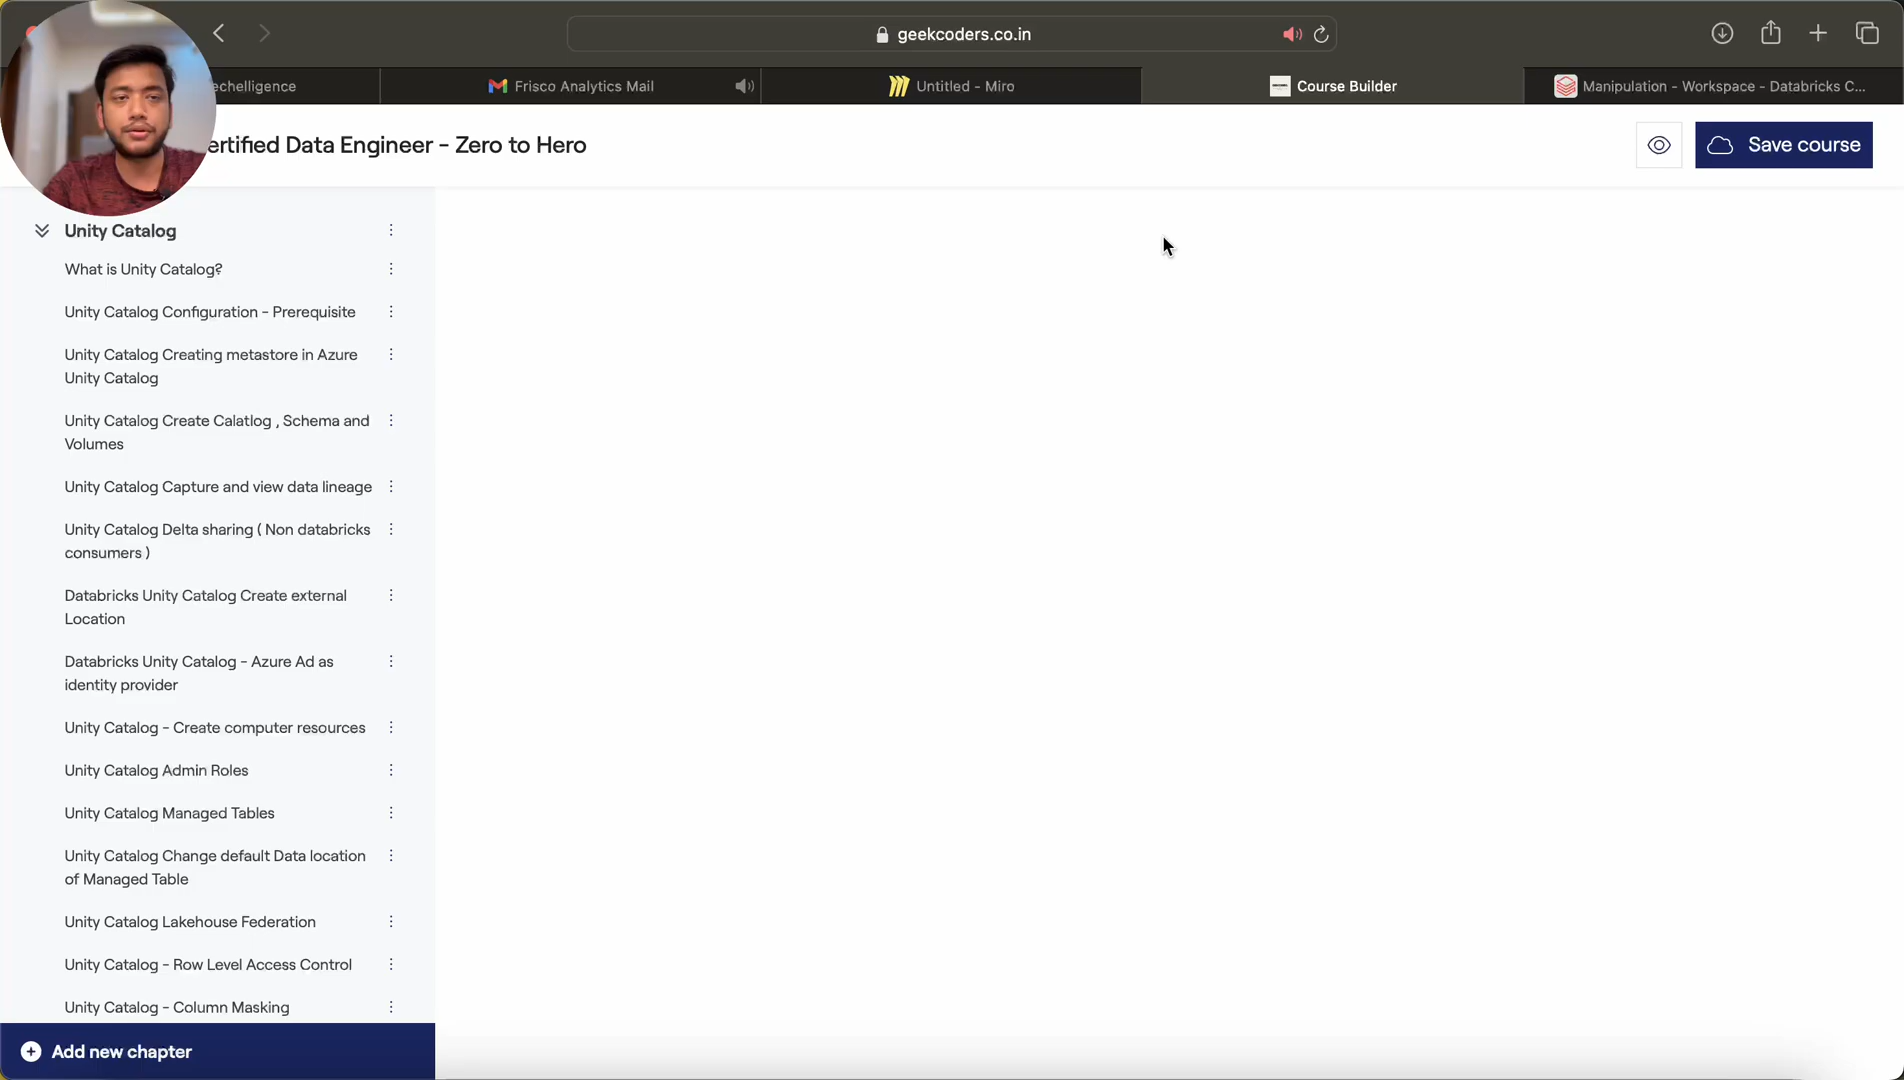 geekcoders.co.in
echelligence
Frisco Analytics Mail
Untitled - Miro
Course Builder
Manipulation - Workspace - Databricks C...
ertified Data Engineer - Zero to Hero
Save course
Unity Catalog
What is Unity Catalog?
Unity Catalog Configuration - Prerequisite
Unity Catalog Creating metastore in Azure
Unity Catalog
Unity Catalog Create Calatlog , Schema and
Volumes
Unity Catalog Capture and view data lineage
Unity Catalog Delta sharing ( Non databricks
consumers )
Databricks Unity Catalog Create external
Location
Databricks Unity Catalog - Azure Ad as
identity provider
Unity Catalog - Create computer resources
Unity Catalog Admin Roles
Unity Catalog Managed Tables
Unity Catalog Change default Data location
of Managed Table
Unity Catalog Lakehouse Federation
Unity Catalog - Row Level Access Control
Unity Catalog - Column Masking
Add new chapter